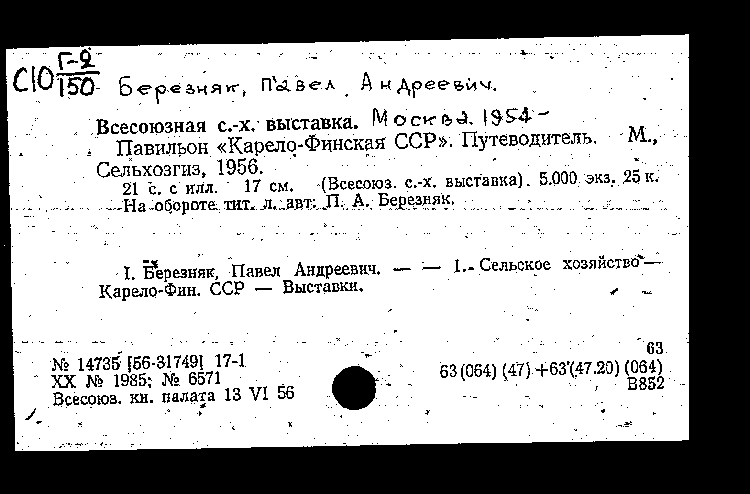 Г-2
С10 150 Березняк, Павел Андреевич.
Всесоюзная с.-х. выставка. Москва. 1954-
Павильон «Карело-Финская ССР». Путеводитель. М.,
Сельхозгиз, 1956.
21 с. с илл. 17 см. (Всесоюз. с.-х. выставка). 5.000 экз. 25 к.
На обороте тит. л. авт: П. А. Березняк.
I. Березняк, Павел Андреевич. — — 1. Сельское хозяйство —
Карело-Фин. ССР — Выставки.
63
№ 14735 [56-31749] 17-1
63(064)(47)+63(47.20)(064)
XX № 1985; № 6571
В852
Всесоюз. кн. палата 13 VI 56